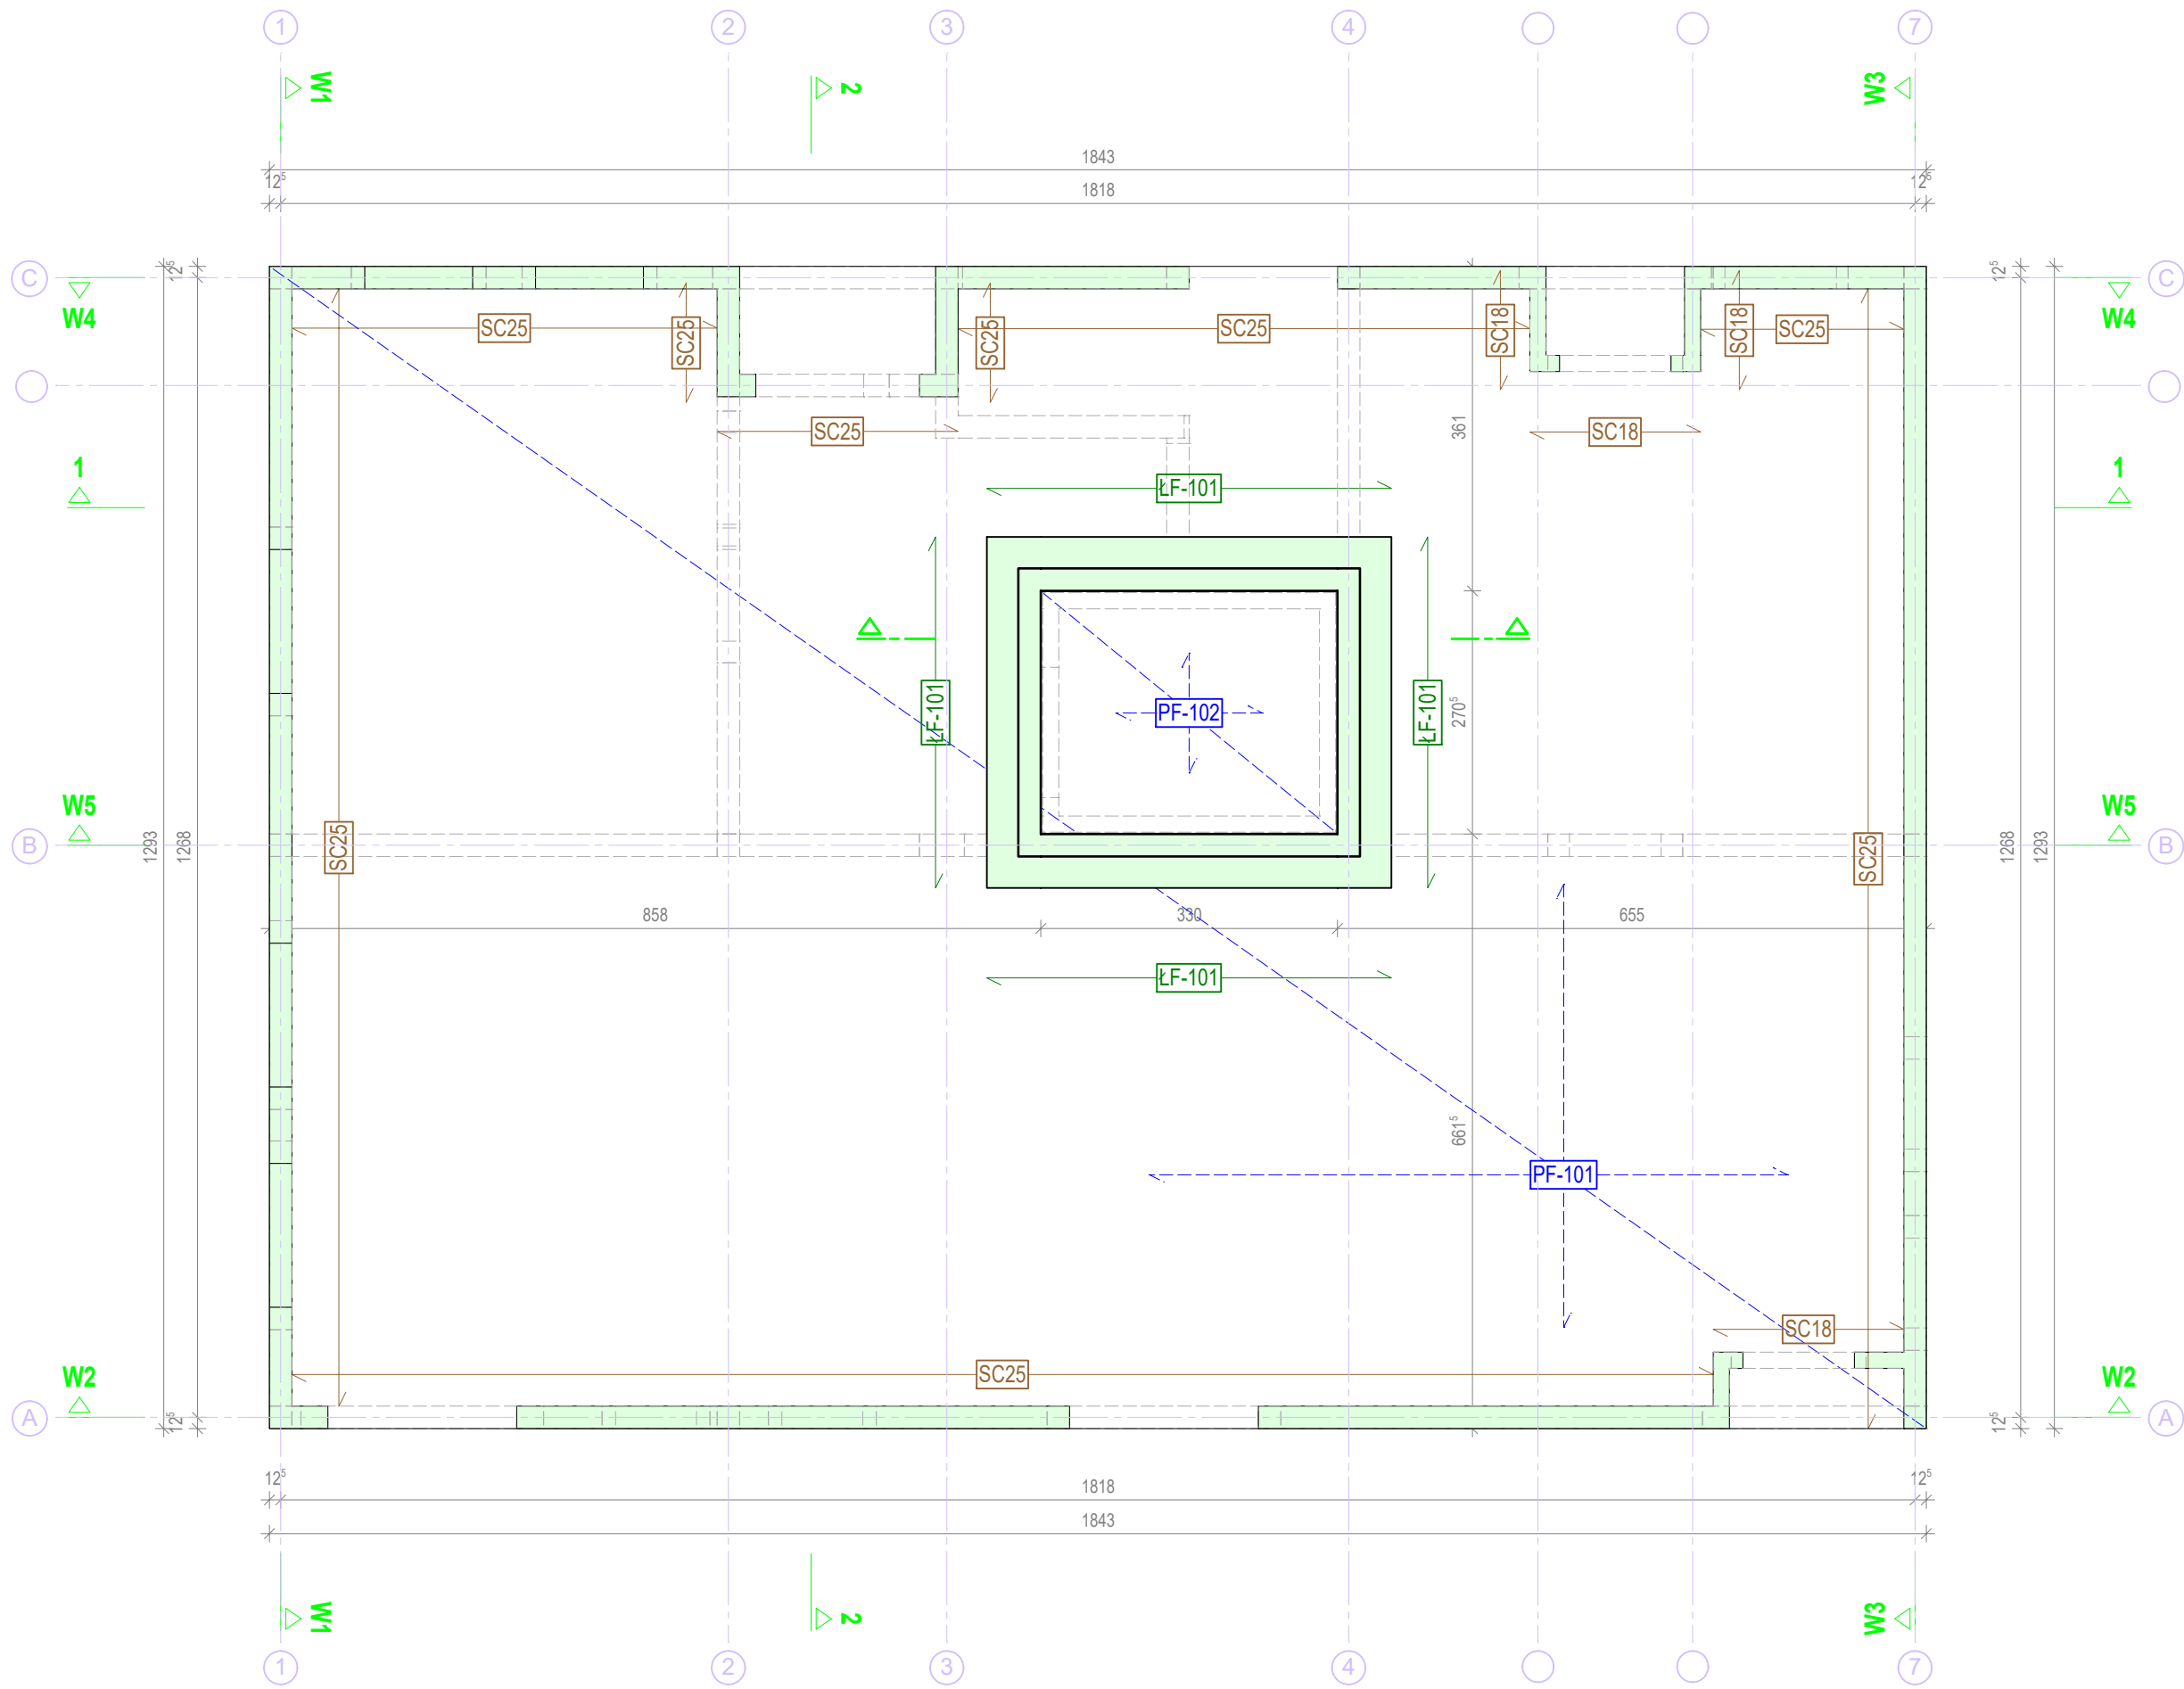 1 2 3 4 7
W1 2 W3
1843
12⁵ 1818 12⁵
C 12⁵ 12⁵ C
W4 W4
SC25 SC25 SC25 SC25 SC18 SC18 SC25
SC25 361 SC18
1 1
ŁF-101
ŁF-101 PF-102 ŁF-101 270⁵
W5 W5
B 1293 1268 SC25 SC25 1268 1293 B
858 330 655
ŁF-101
661⁵
PF-101
SC18
W2 SC25 W2
A 12⁵ 12⁵ A
12⁵ 1818 12⁵
1843
W1 2 W3
1 2 3 4 7